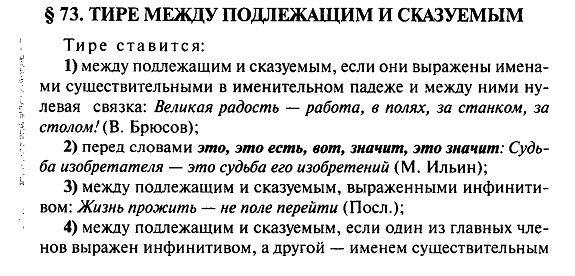 § 73. ТИРЕ МЕЖДУ ПОДЛЕЖАЩИМ И СКАЗУЕМЫМ
Тире ставится:
1) между подлежащим и сказуемым, если они выражены имена-
ми существительными в именительном падеже и между ними ну-
левая связка: Великая радость — работа, в полях, за станком, за
столом! (В. Брюсов);
2) перед словами это, это есть, вот, значит, это значит: Судь-
ба изобретателя — это судьба его изобретений (М. Ильин);
3) между подлежащим и сказуемым, выраженными инфинити-
вом: Жизнь прожить — не поле перейти (Посл.);
4) между подлежащим и сказуемым, если один из главных чле-
нов выражен инфинитивом, а другой — именем существительным